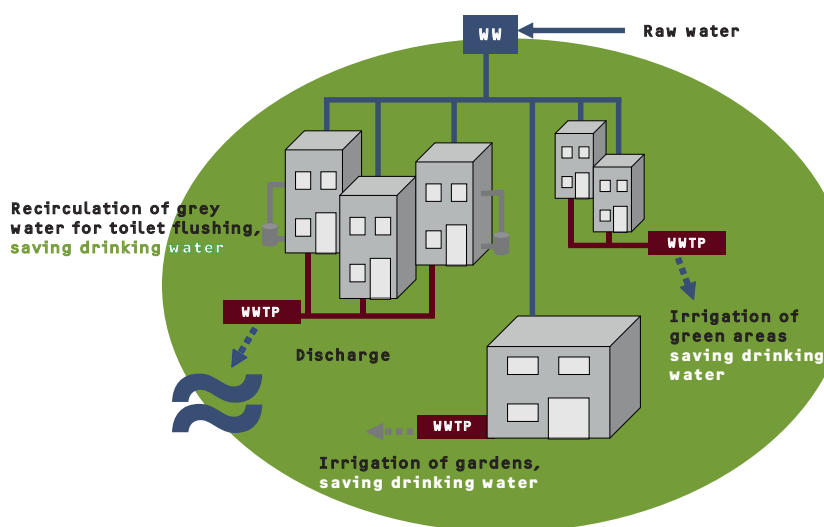 WW
Raw water
Recirculation of grey
water for toilet flushing,
saving drinking water
WWTP
WWTP
Irrigation of
green areas
saving drinking
water
Discharge
WWTP
Irrigation of gardens,
saving drinking water